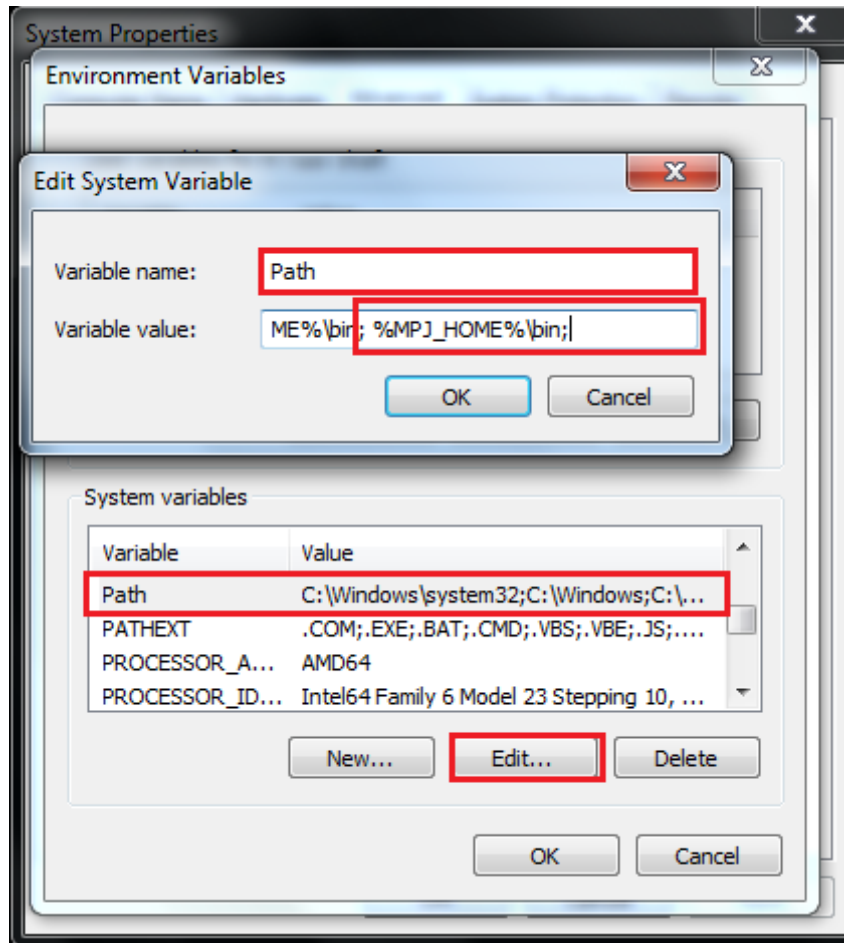 System Properties
Environment Variables
Edit System Variable
Variable name: Path
Variable value: ME%\bin; %MPJ_HOME%\bin;
OK Cancel
System variables
Variable Value
Path C:\Windows\system32;C:\Windows;C:\...
PATHEXT .COM;.EXE;.BAT;.CMD;.VBS;.VBE;.JS;....
PROCESSOR_A... AMD64
PROCESSOR_ID... Intel64 Family 6 Model 23 Stepping 10, ...
New... Edit... Delete
OK Cancel